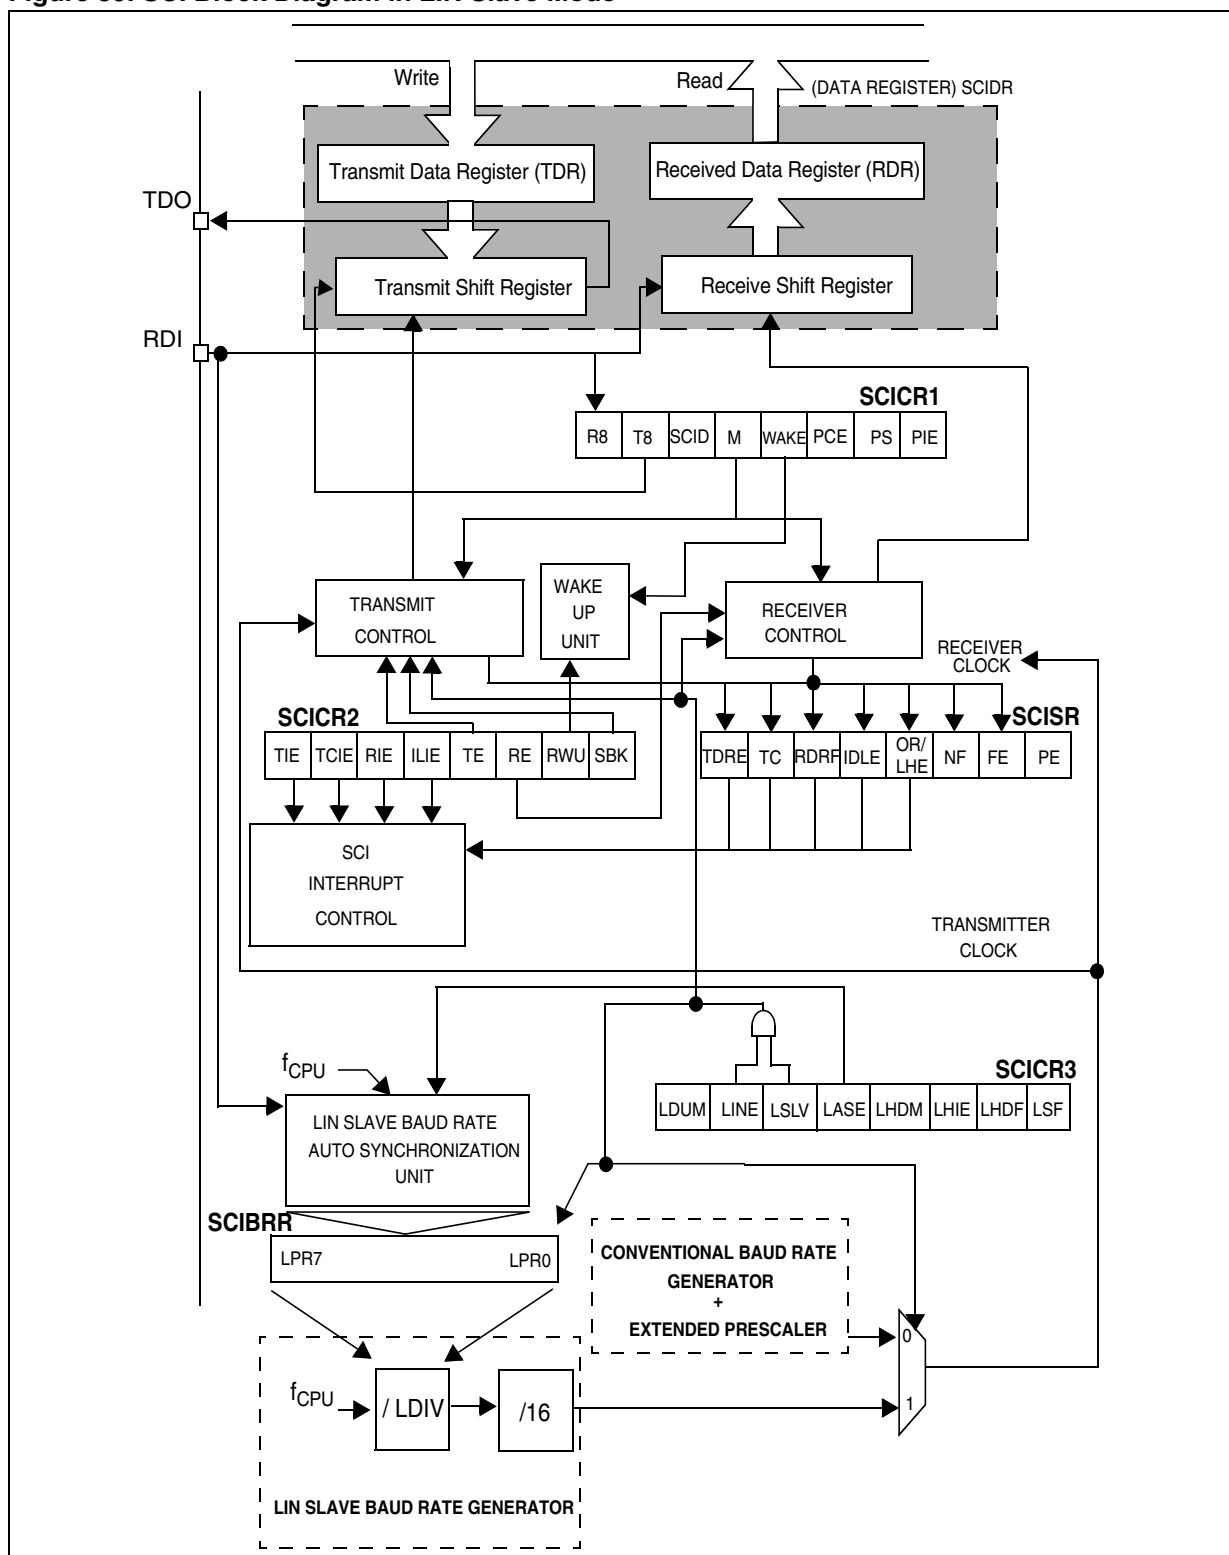 Write
Read
(DATA REGISTER) SCIDR
Transmit Data Register (TDR)
Received Data Register (RDR)
TDO
Transmit Shift Register
Receive Shift Register
RDI
SCICR1
R8 T8 SCID M WAKE PCE PS PIE
TRANSMIT
CONTROL
WAKE
UP
UNIT
RECEIVER
CONTROL
RECEIVER
CLOCK
SCICR2
SCISR
TIE TCIE RIE ILIE TE RE RWU SBK
TDRE TC RDRF IDLE OR/
LHE NF FE PE
SCI
INTERRUPT
CONTROL
TRANSMITTER
CLOCK
fCPU
SCICR3
LDUM LINE LSLV LASE LHDM LHIE LHDF LSF
LIN SLAVE BAUD RATE
AUTO SYNCHRONIZATION
UNIT
SCIBRR
LPR7 LPR0
CONVENTIONAL BAUD RATE
GENERATOR
+
EXTENDED PRESCALER
0
1
fCPU
/ LDIV
/16
LIN SLAVE BAUD RATE GENERATOR